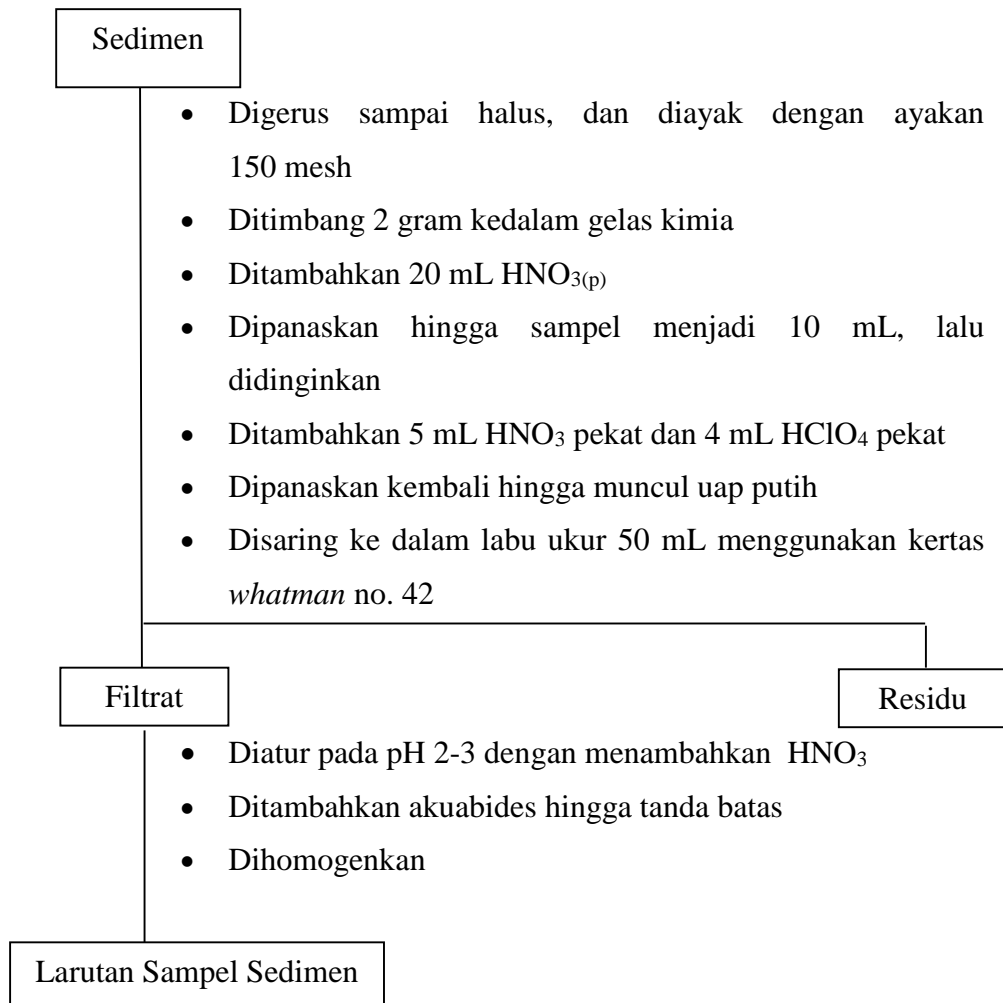 Sedimen
• Digerus sampai halus, dan diayak dengan ayakan
150 mesh
• Ditimbang 2 gram kedalam gelas kimia
• Ditambahkan 20 mL HNO₃₍ₚ₎
• Dipanaskan hingga sampel menjadi 10 mL, lalu
didinginkan
• Ditambahkan 5 mL HNO₃ pekat dan 4 mL HClO₄ pekat
• Dipanaskan kembali hingga muncul uap putih
• Disaring ke dalam labu ukur 50 mL menggunakan kertas
whatman no. 42
Filtrat
Residu
• Diatur pada pH 2-3 dengan menambahkan HNO₃
• Ditambahkan akuabides hingga tanda batas
• Dihomogenkan
Larutan Sampel Sedimen